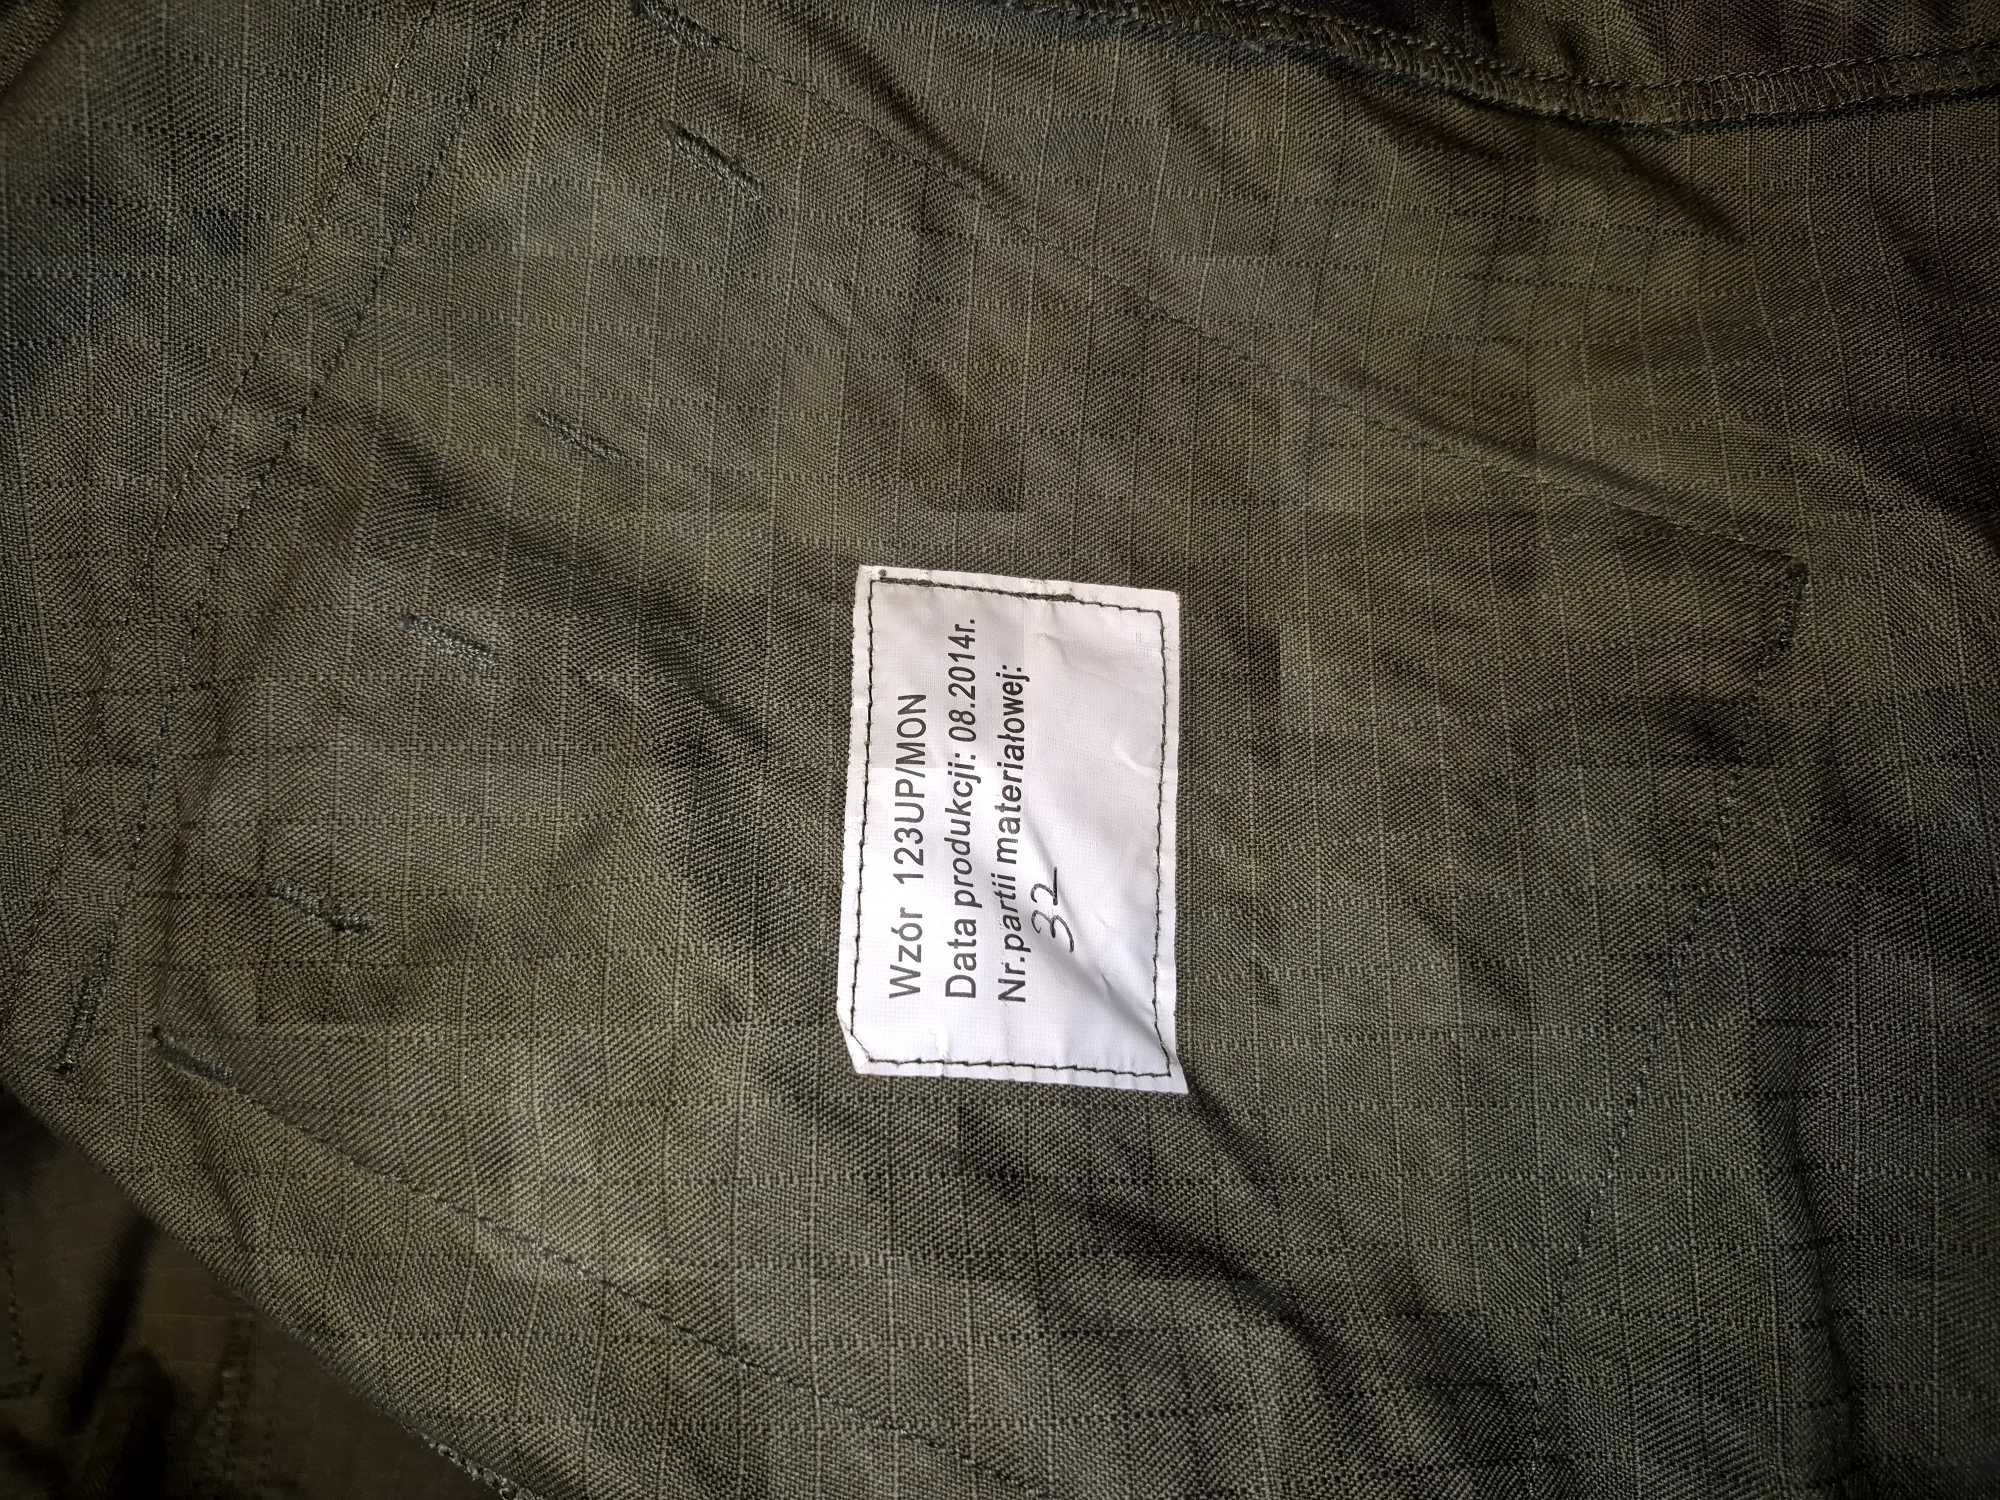 Wzór 123UP/MON
Data produkcji: 08.2014r.
Nr.partii materiałowej:
32